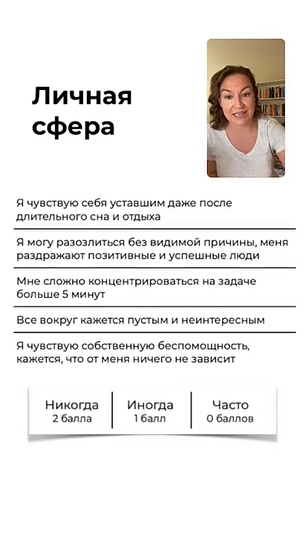 Личная
сфера
Я чувствую себя уставшим даже после
длительного сна и отдыха
Я могу разозлиться без видимой причины, меня
раздражают позитивные и успешные люди
Мне сложно концентрироваться на задаче
больше 5 минут
Все вокруг кажется пустым и неинтересным
Я чувствую собственную беспомощность,
кажется, что от меня ничего не зависит
Никогда Иногда Часто
2 балла 1 балл 0 баллов